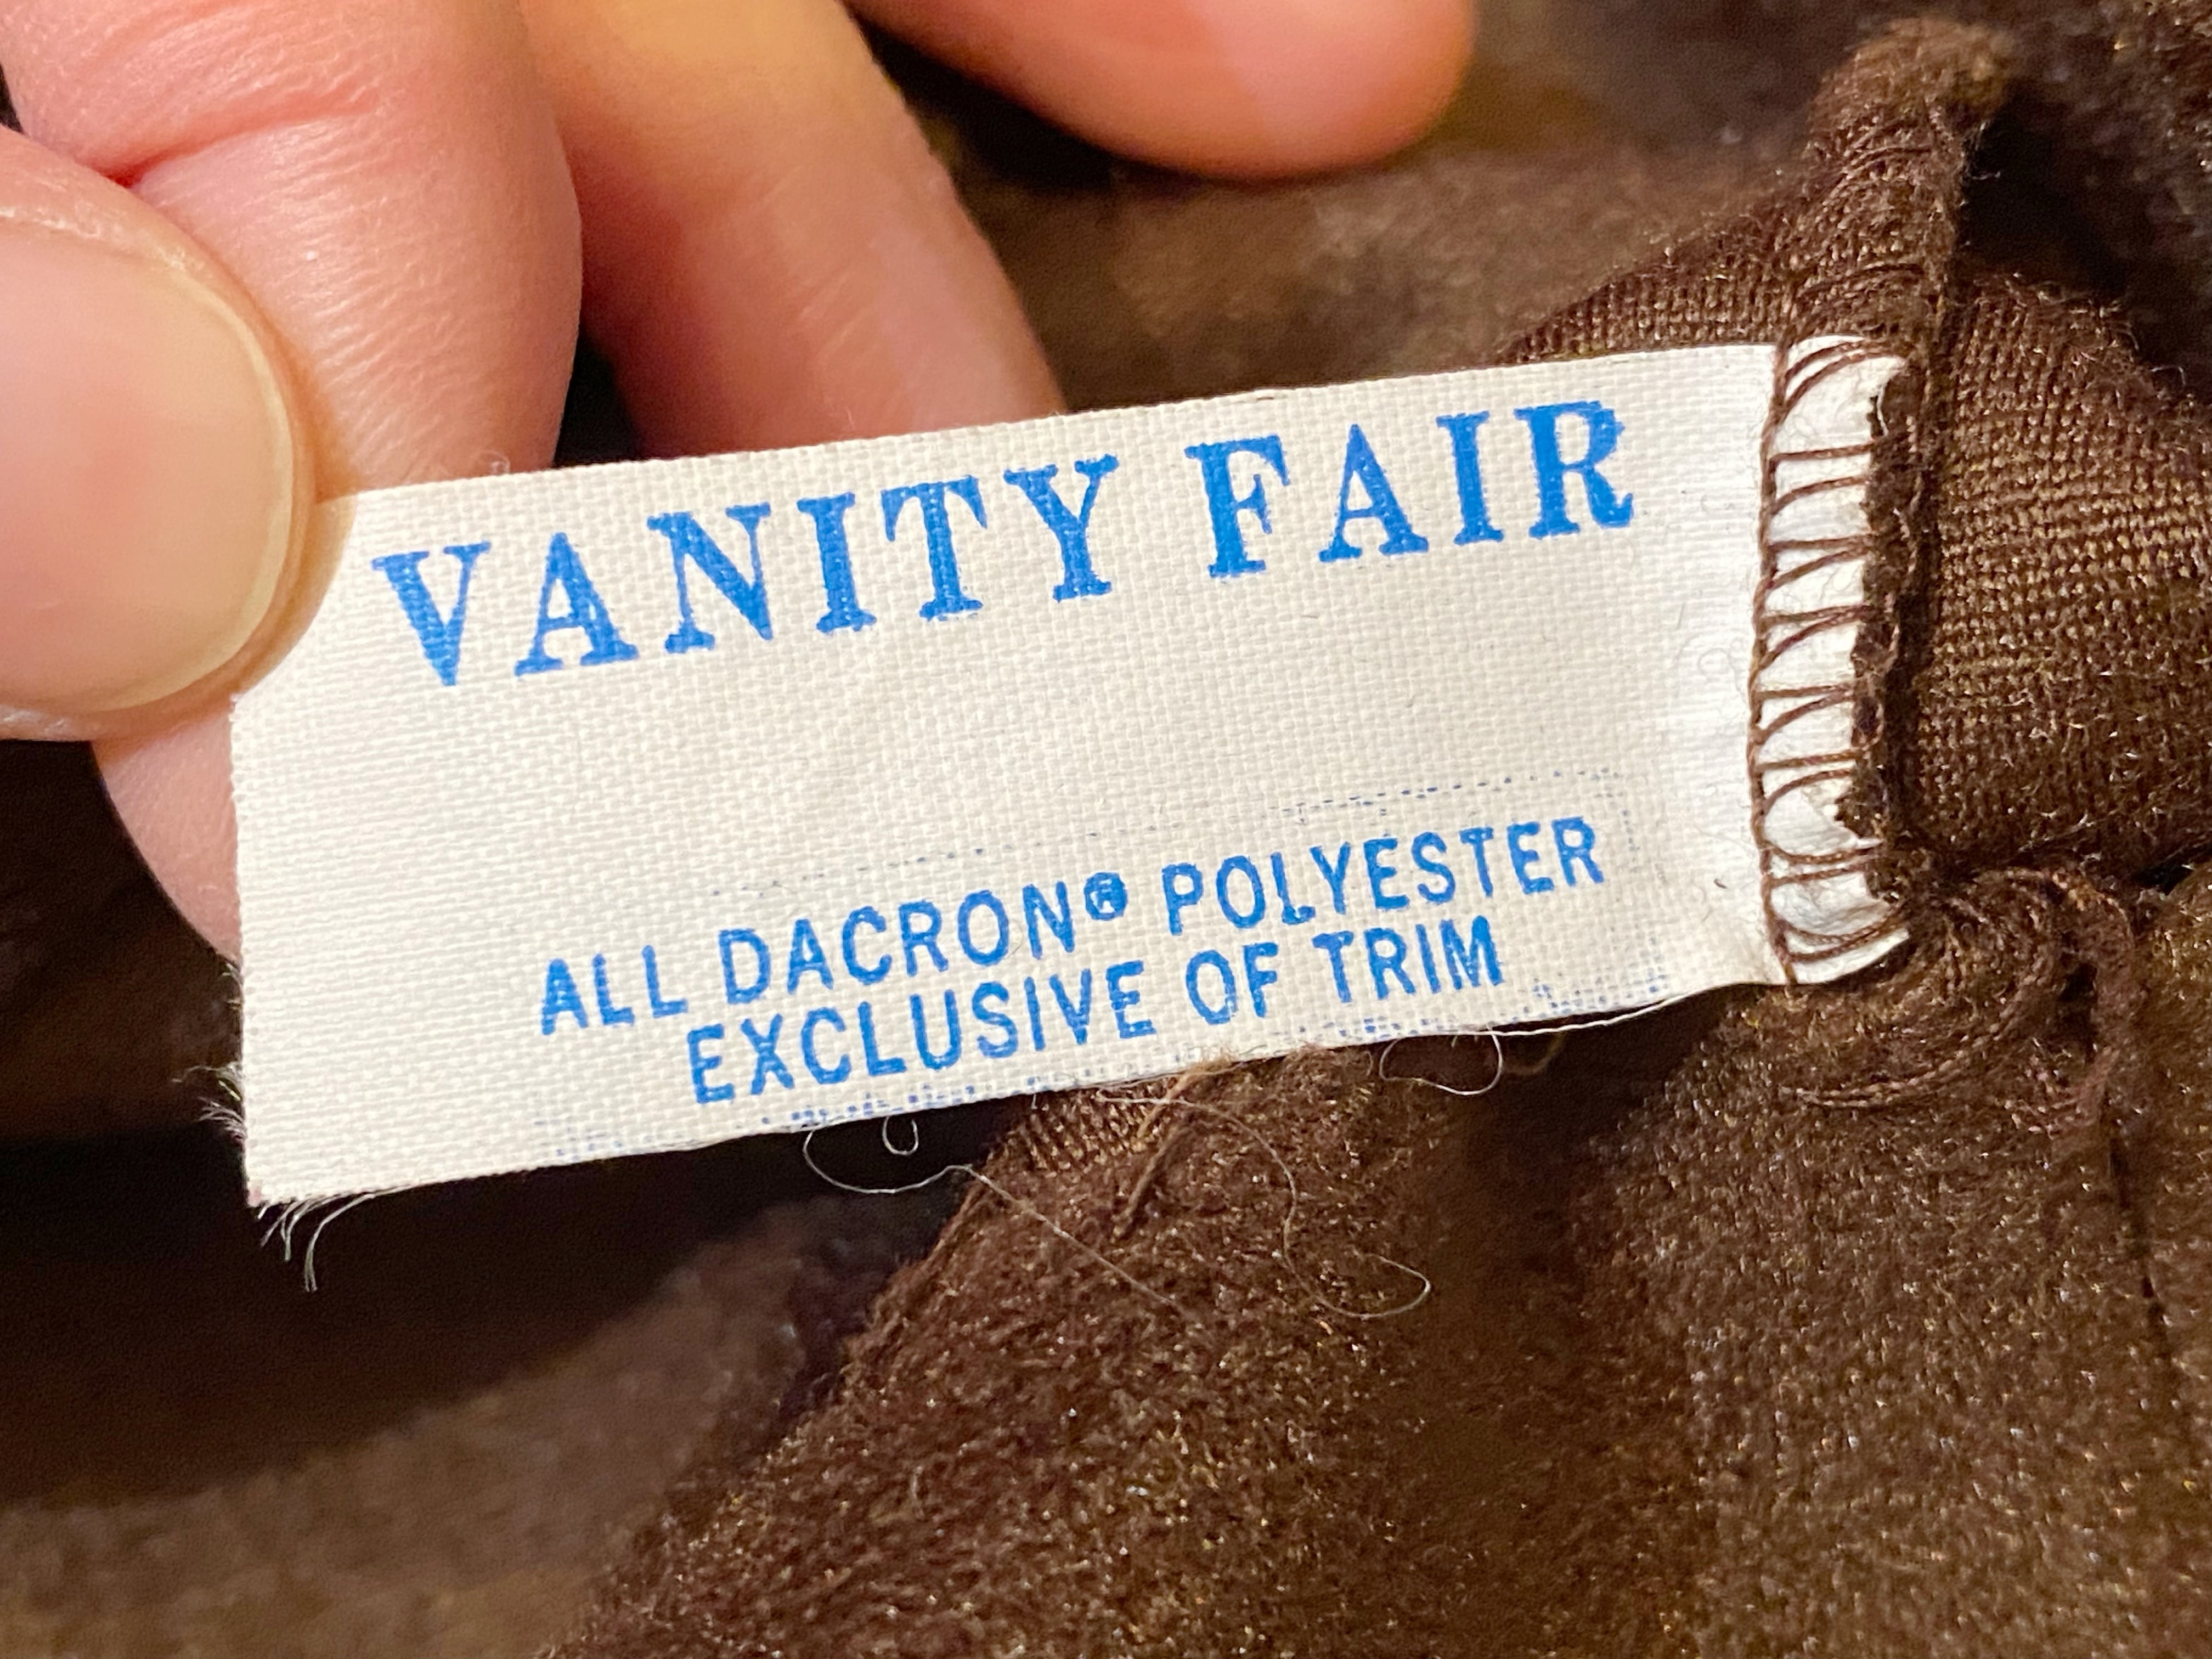 VANITY FAIR
ALL DACRON® POLYESTER
EXCLUSIVE OF TRIM